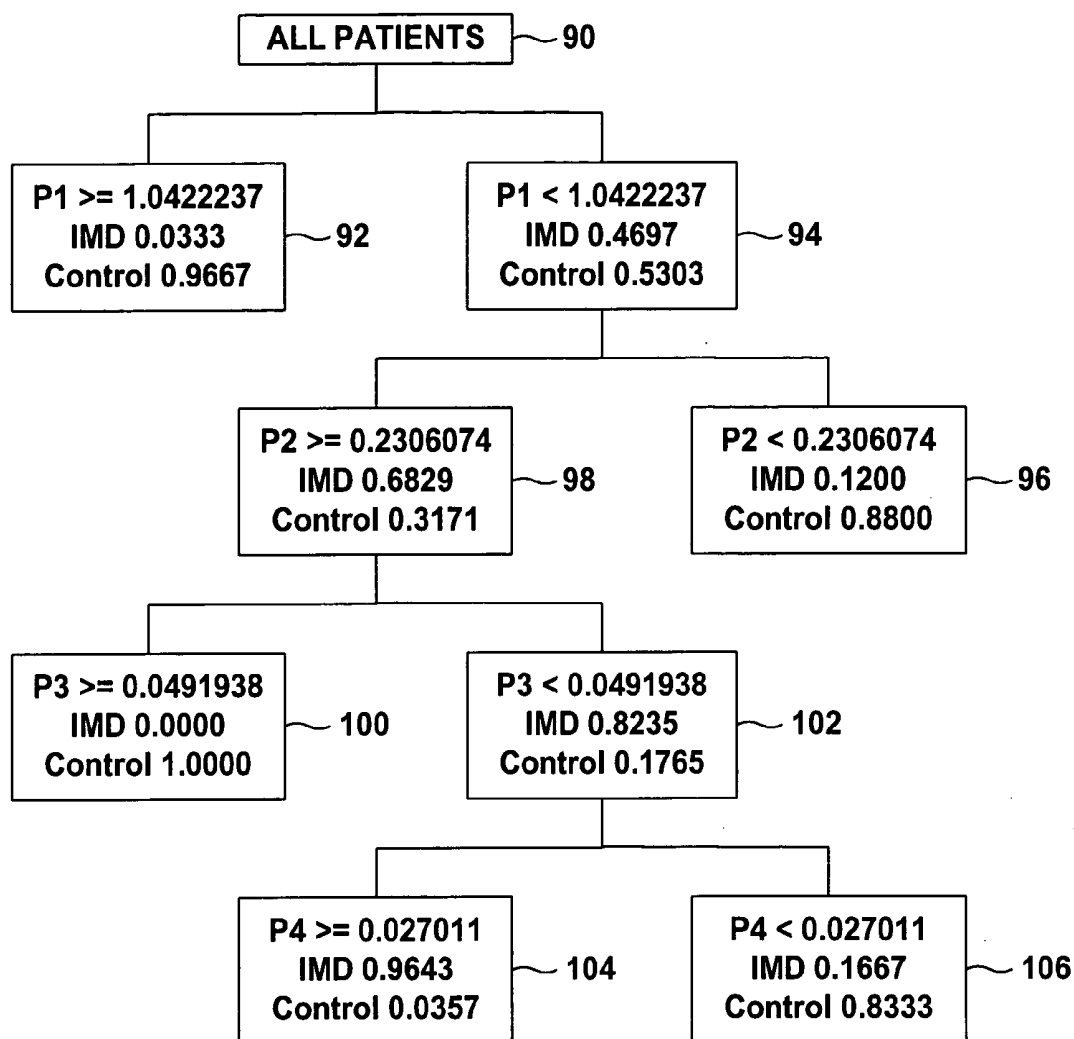 ALL PATIENTS
90
P1 >= 1.0422237
IMD 0.0333
Control 0.9667
92
P1 < 1.0422237
IMD 0.4697
Control 0.5303
94
P2 >= 0.2306074
IMD 0.6829
Control 0.3171
98
P2 < 0.2306074
IMD 0.1200
Control 0.8800
96
P3 >= 0.0491938
IMD 0.0000
Control 1.0000
100
P3 < 0.0491938
IMD 0.8235
Control 0.1765
102
P4 >= 0.027011
IMD 0.9643
Control 0.0357
104
P4 < 0.027011
IMD 0.1667
Control 0.8333
106